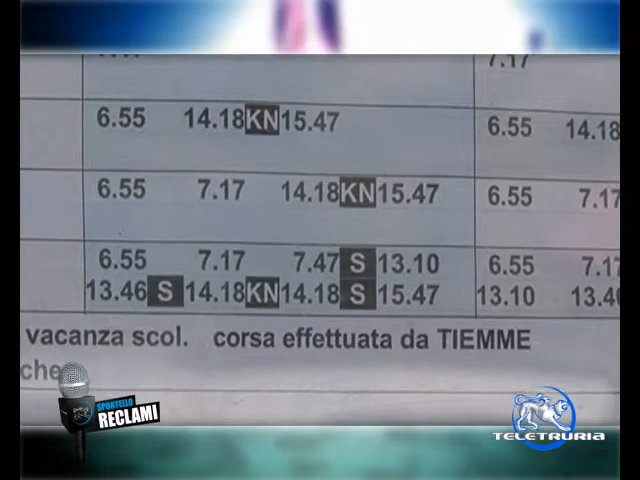 7.17
6.55 14.18 KN 15.47 6.55 14.18
6.55 7.17 14.18 KN 15.47 6.55 7.17
6.55 7.17 7.47 S 13.10 6.55 7.17
13.46 S 14.18 KN 14.18 S 15.47 13.10 13.46
vacanza scol. corsa effettuata da TIEMME
che
SPORTELLO
RECLAMI
TELETRURIA